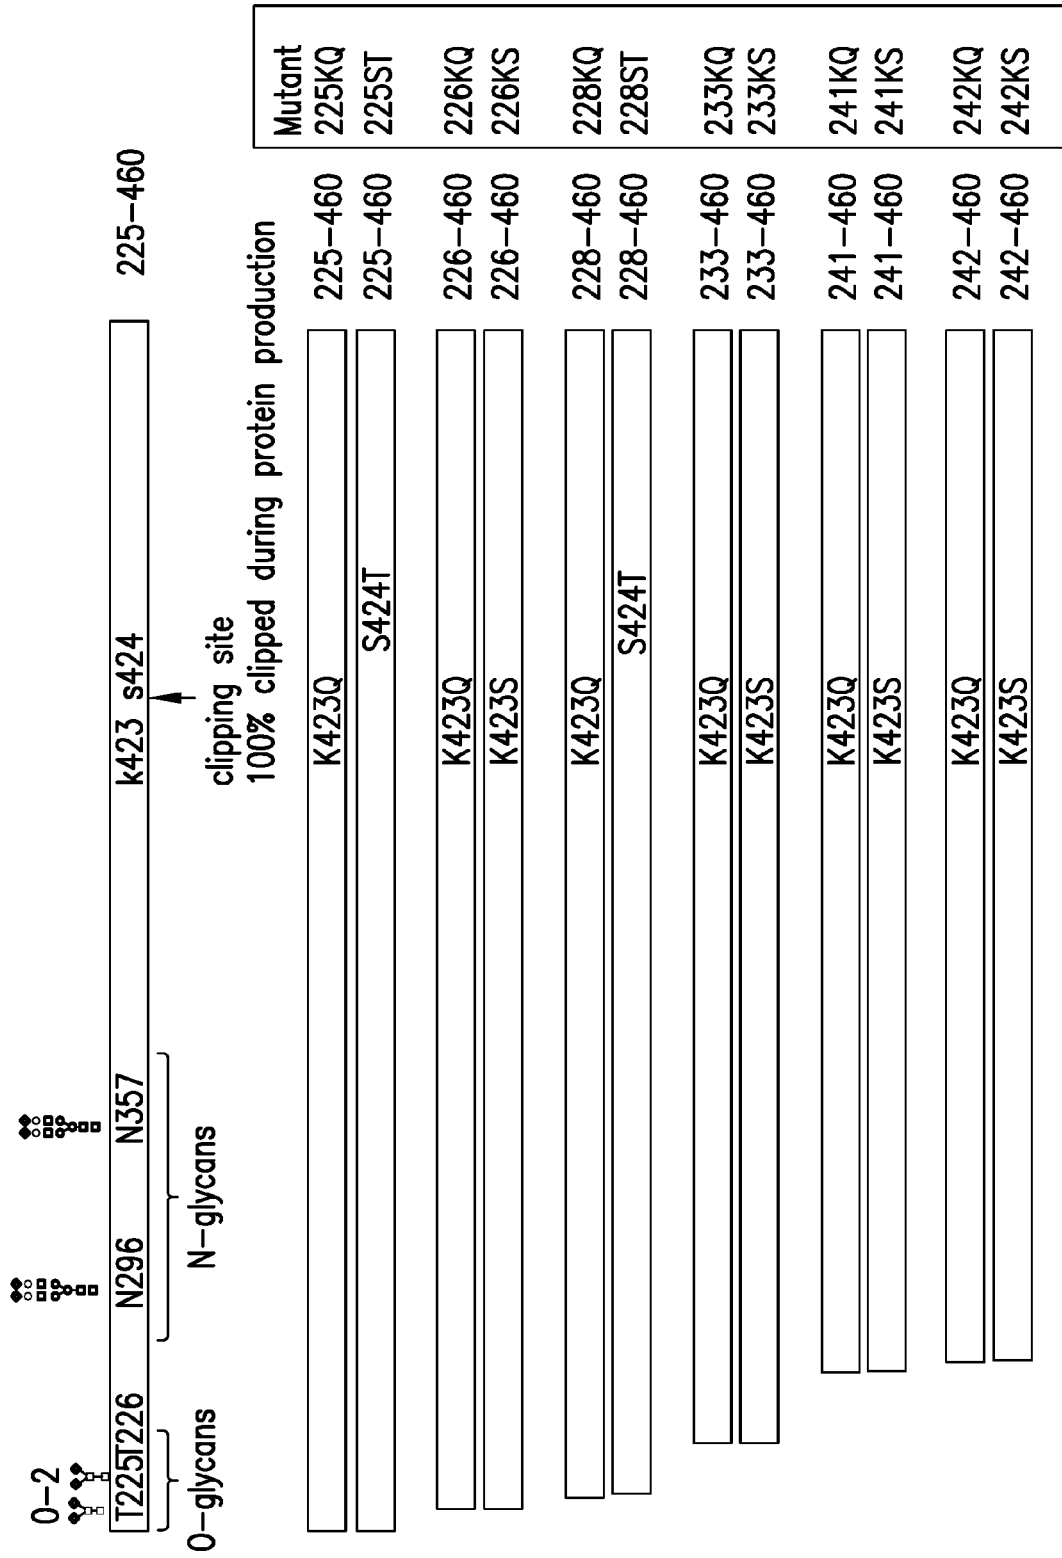 O-2
T225T226 N296 N357 k423 s424 225-460
O-glycans
N-glycans
clipping site
100% clipped during protein production
Mutant
K423Q 225-460 225KQ
S424T 225-460 225ST
K423Q 226-460 226KQ
K423S 226-460 226KS
K423Q 228-460 228KQ
S424T 228-460 228ST
K423Q 233-460 233KQ
K423S 233-460 233KS
K423Q 241-460 241KQ
K423S 241-460 241KS
K423Q 242-460 242KQ
K423S 242-460 242KS